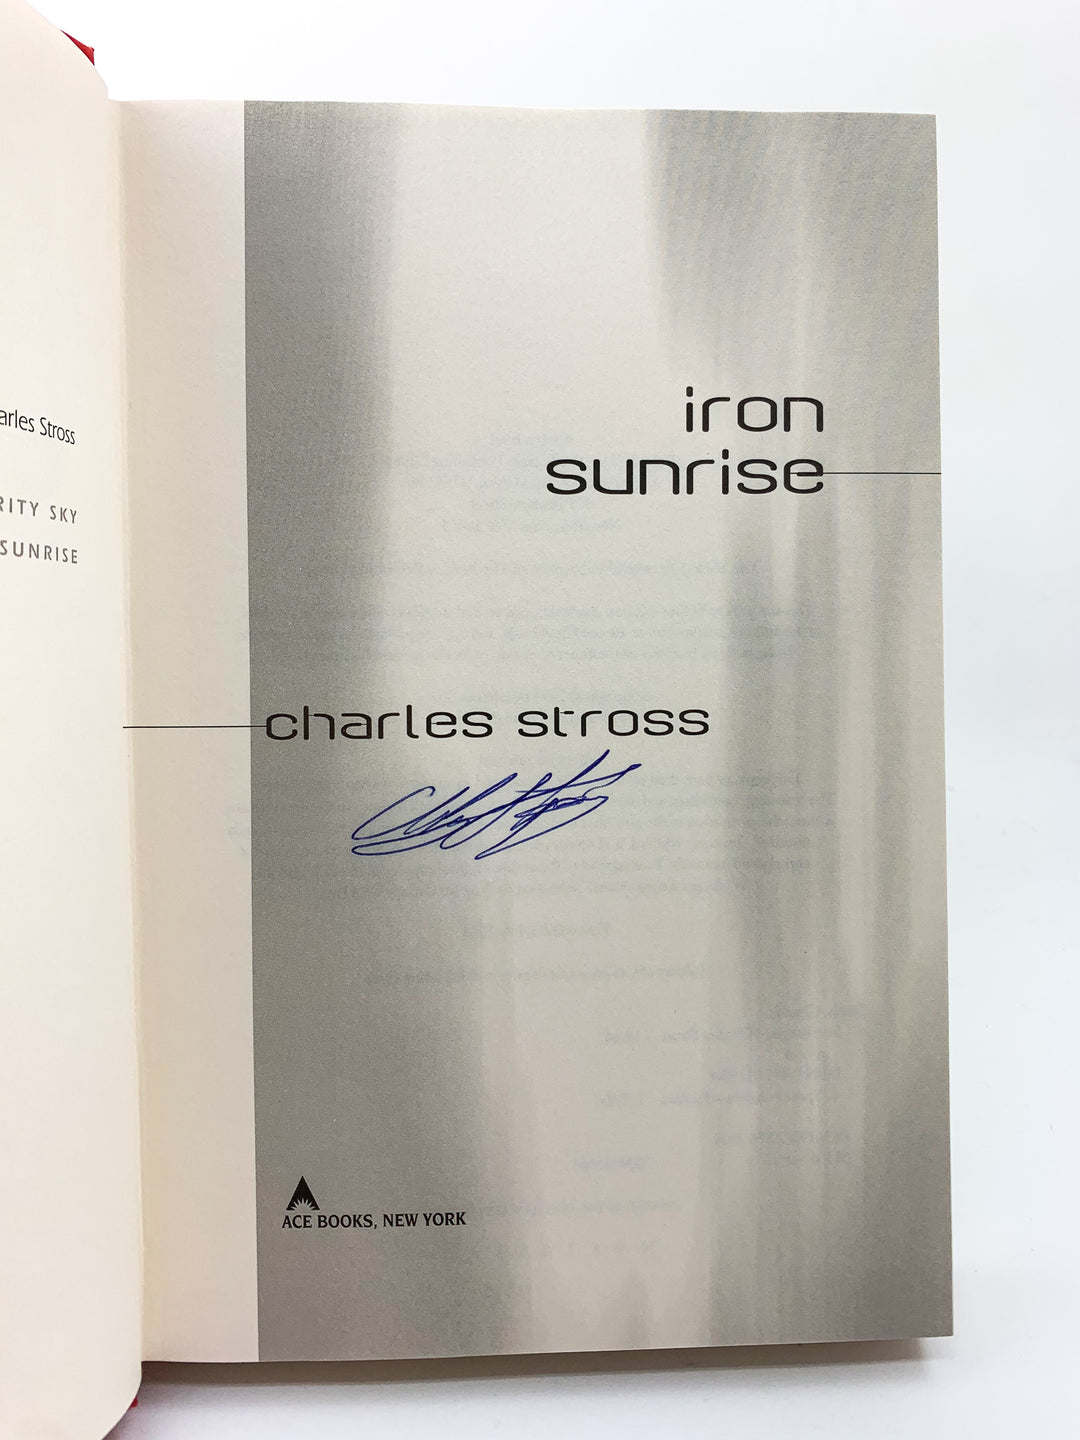 arles Stross
RITY SKY
SUNRISE
iron
sunrise
charles stross
ACE BOOKS, NEW YORK